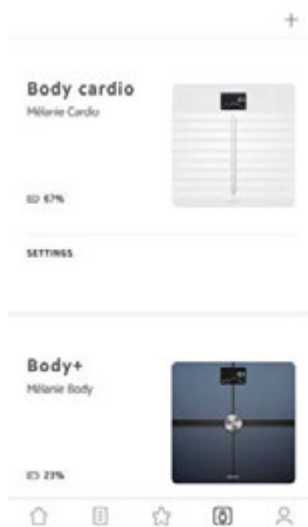 Body cardio
Mélanie Cardio
67%
SETTINGS
Body+
Mélanie Body
23%